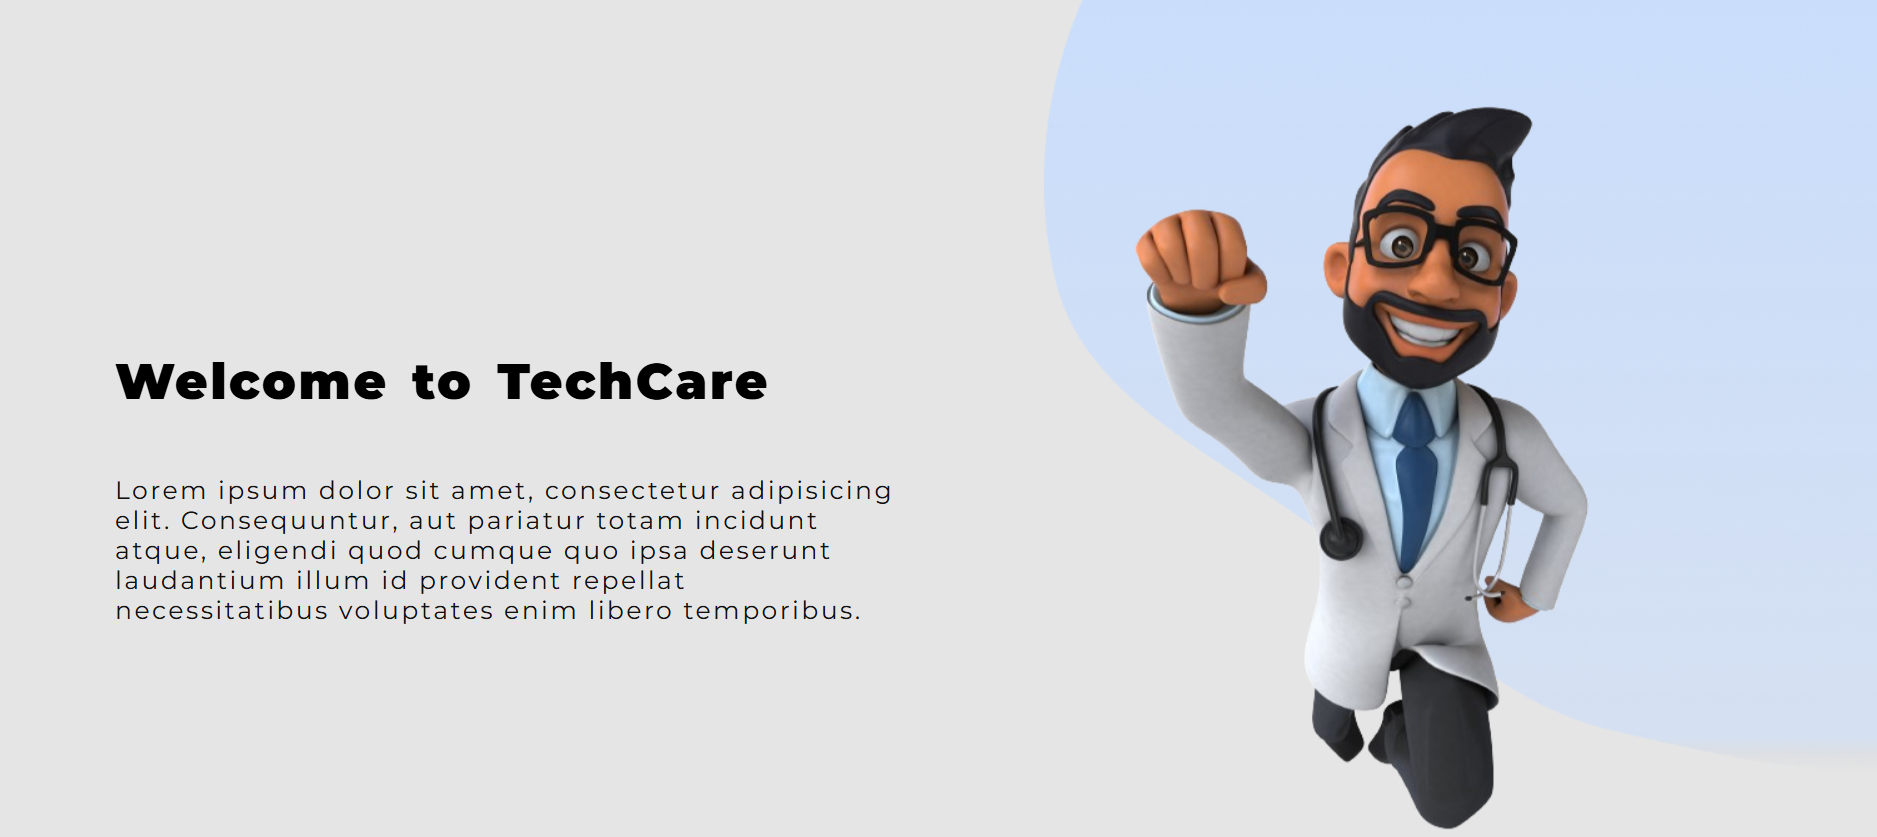 Welcome to TechCare
Lorem ipsum dolor sit amet, consectetur adipisicing
elit. Consequuntur, aut pariatur totam incidunt
atque, eligendi quod cumque quo ipsa deserunt
laudantium illum id provident repellat
necessitatibus voluptates enim libero temporibus.